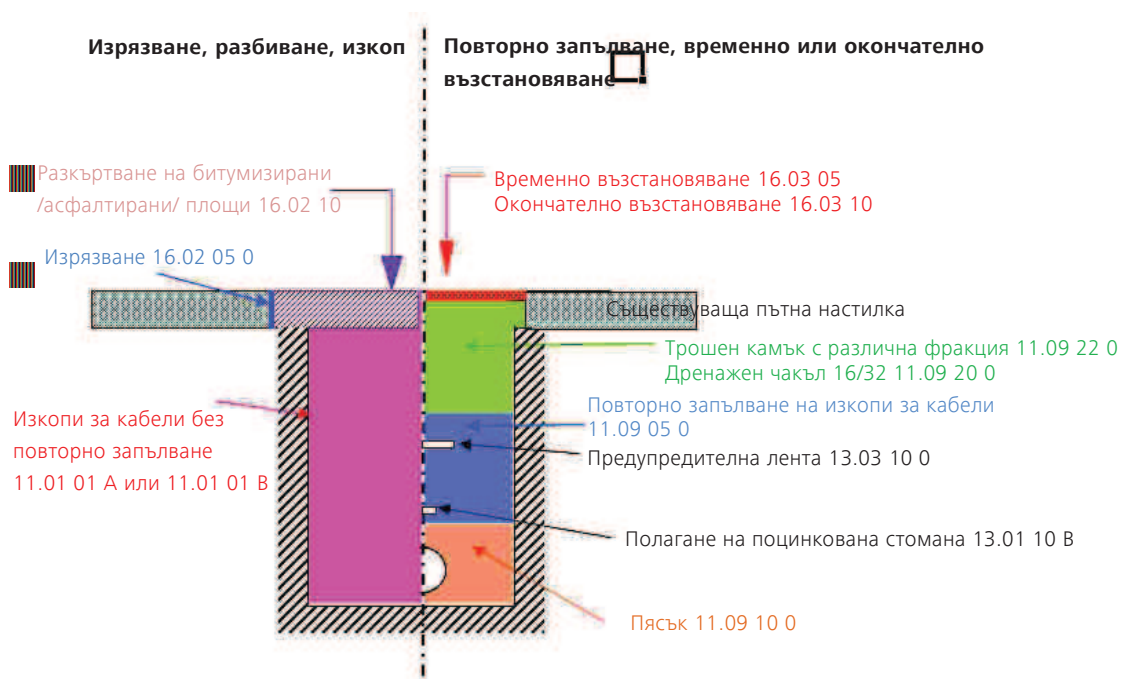 Изрязване, разбиване, изкоп
Повторно запълване, временно или окончателно
възстановяване
Разкъртване на битумизирани
/асфалтирани/ площи 16.02 10
Временно възстановяване 16.03 05
Окончателно възстановяване 16.03 10
Изрязване 16.02 05 0
Съществуваща пътна настилка
Трошен камък с различна фракция 11.09 22 0
Дренажен чакъл 16/32 11.09 20 0
Изкопи за кабели без
повторно запълване
11.01 01 А или 11.01 01 В
Повторно запълване на изкопи за кабели
11.09 05 0
Предупредителна лента 13.03 10 0
Полагане на поцинкована стомана 13.01 10 В
Пясък 11.09 10 0